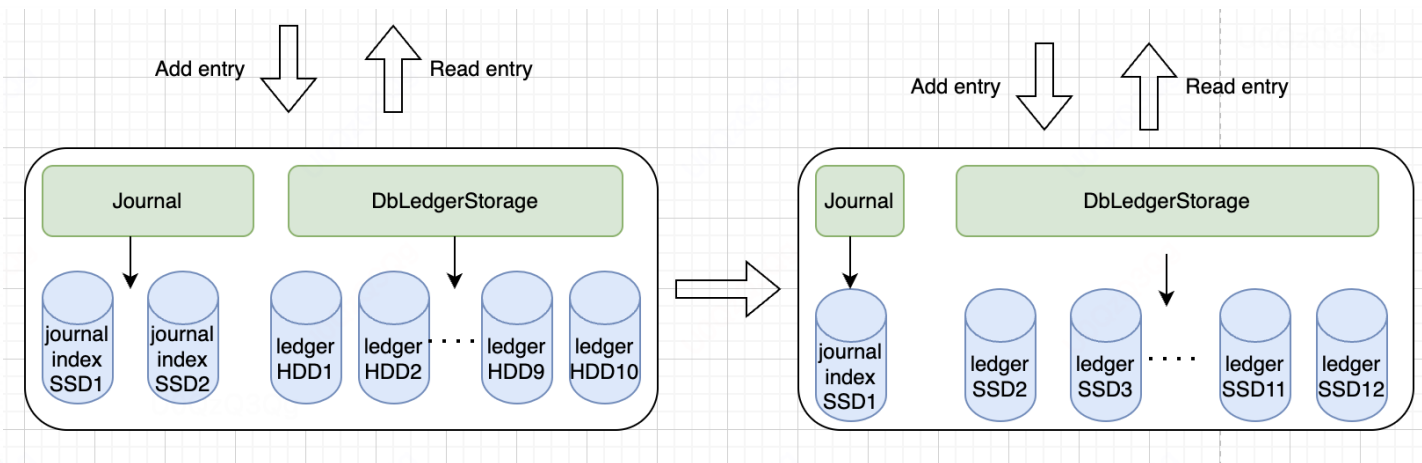 Add entry
Read entry
Journal
DbLedgerStorage
journal
index
SSD1
journal
index
SSD2
ledger
HDD1
ledger
HDD2
.....
ledger
HDD9
ledger
HDD10
Add entry
Read entry
Journal
DbLedgerStorage
journal
index
SSD1
ledger
SSD2
ledger
SSD3
....
ledger
SSD11
ledger
SSD12